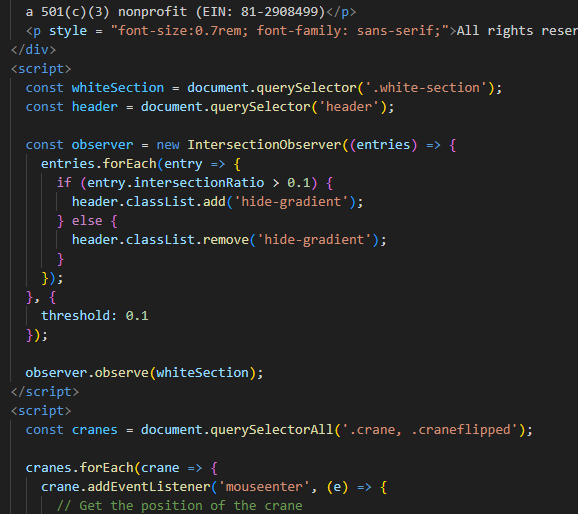 a 501(c)(3) nonprofit (EIN: 81-2908499)</p>
<p style = "font-size:0.7rem; font-family: sans-serif;">All rights reser
</div>
<script>
const whiteSection = document.querySelector('.white-section');
const header = document.querySelector('header');
const observer = new IntersectionObserver((entries) => {
entries.forEach(entry => {
if (entry.intersectionRatio > 0.1) {
header.classList.add('hide-gradient');
} else {
header.classList.remove('hide-gradient');
}
});
}, {
threshold: 0.1
});
observer.observe(whiteSection);
</script>
<script>
const cranes = document.querySelectorAll('.crane, .craneflipped');
cranes.forEach(crane => {
crane.addEventListener('mouseenter', (e) => {
// Get the position of the crane